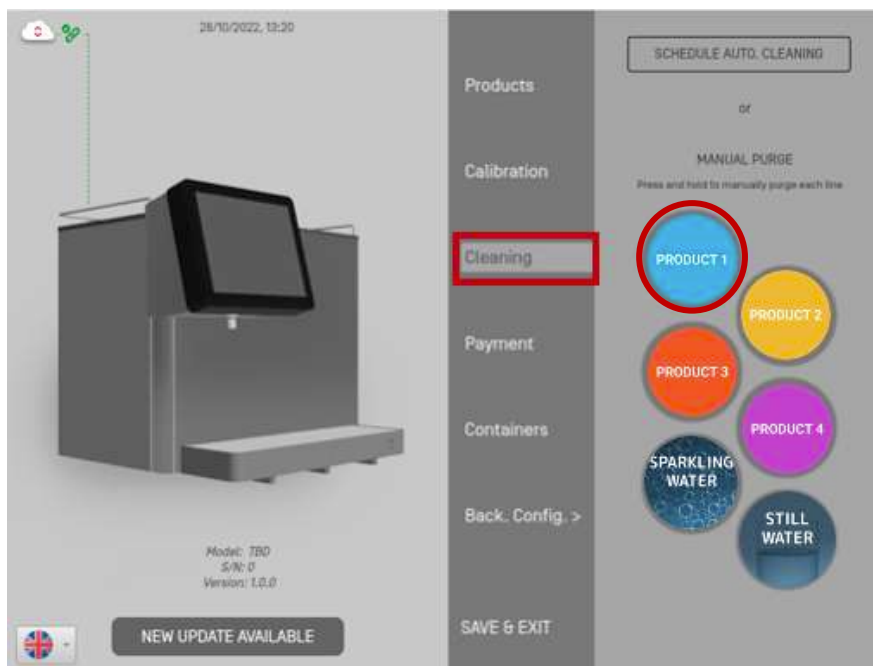 28/10/2022, 13:20
Model: TBD
S/N: 0
Version: 1.0.0
NEW UPDATE AVAILABLE
Products
Calibration
Cleaning
Payment
Containers
Back. Config. >
SAVE & EXIT
SCHEDULE AUTO. CLEANING
or
MANUAL PURGE
Press and hold to manually purge each line
PRODUCT 1
PRODUCT 2
PRODUCT 3
PRODUCT 4
SPARKLING
WATER
STILL
WATER